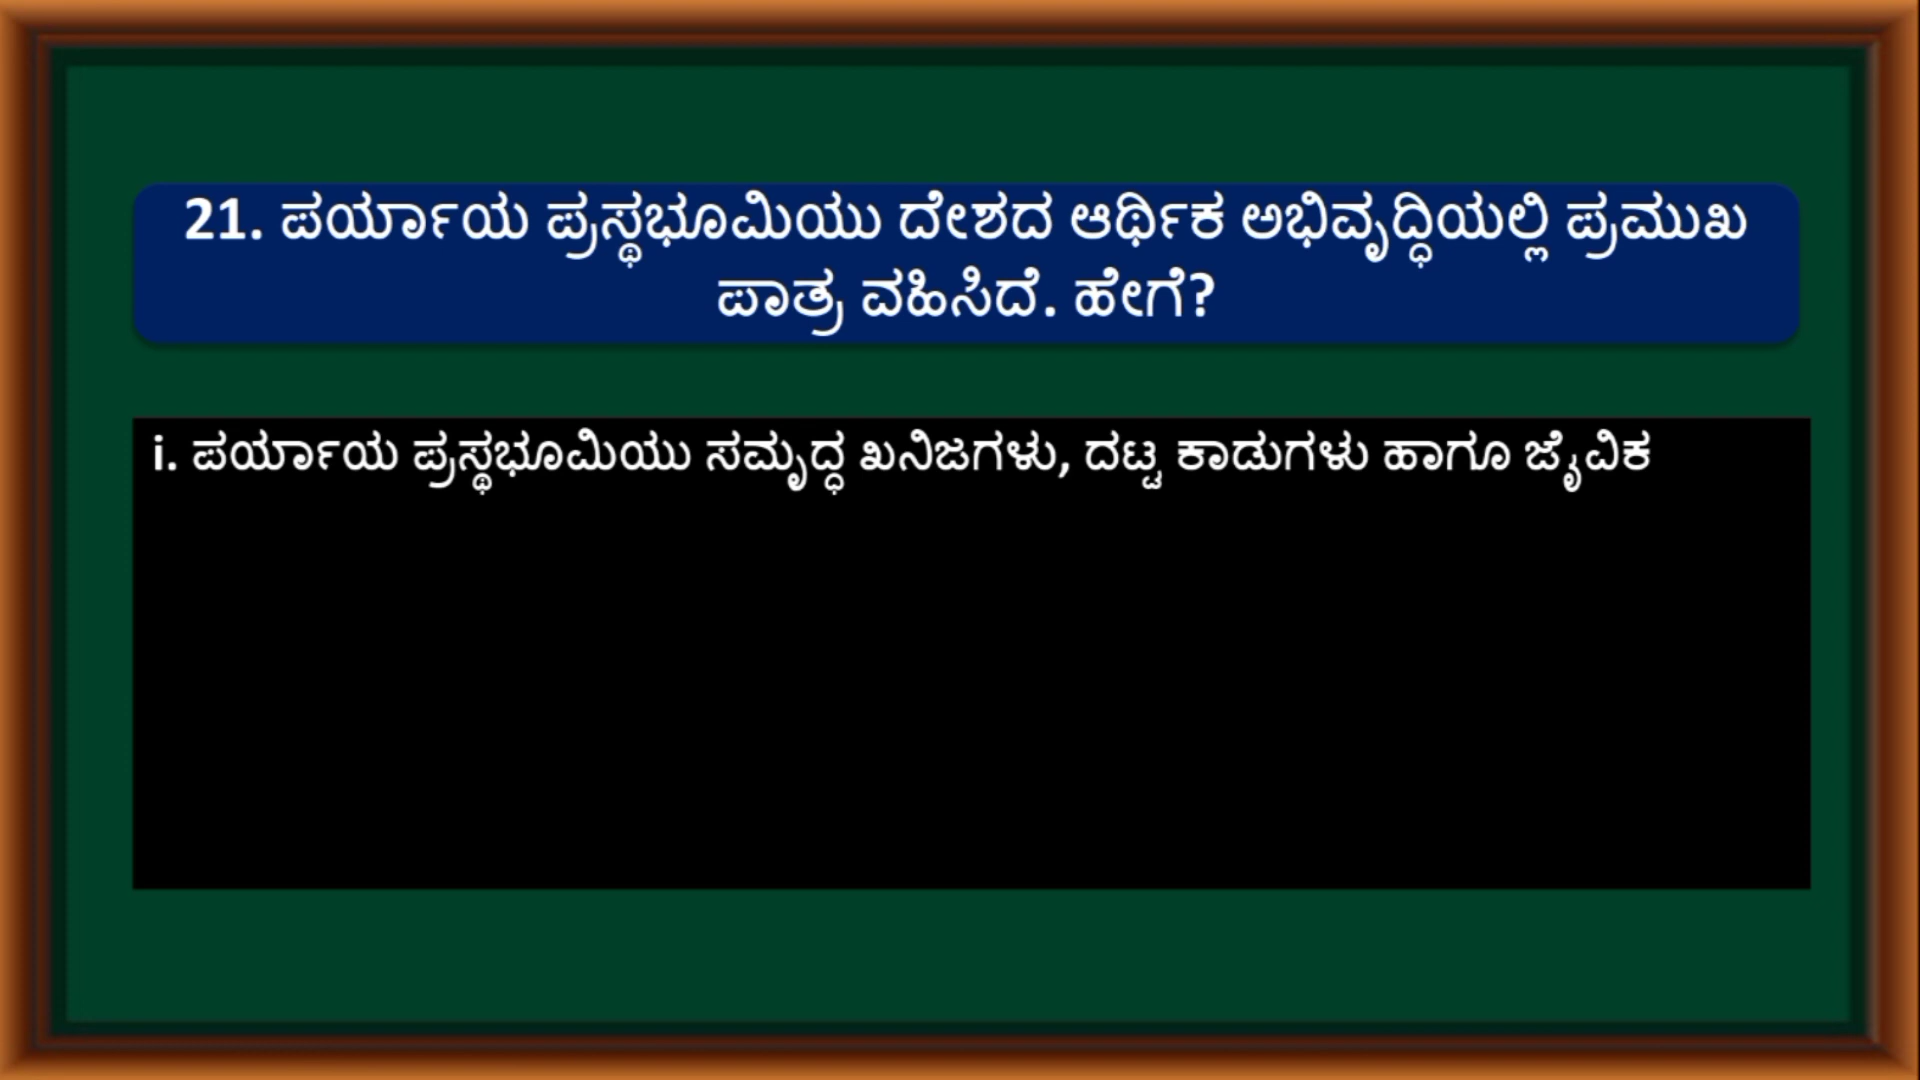 21. ಪರ್ಯಾಯ ಪ್ರಸ್ಥಭೂಮಿಯು ದೇಶದ ಆರ್ಥಿಕ ಅಭಿವೃದ್ಧಿಯಲ್ಲಿ ಪ್ರಮುಖ
ಪಾತ್ರ ವಹಿಸಿದೆ. ಹೇಗೆ?
i. ಪರ್ಯಾಯ ಪ್ರಸ್ಥಭೂಮಿಯು ಸಮೃದ್ಧ ಖನಿಜಗಳು, ದಟ್ಟ ಕಾಡುಗಳು ಹಾಗೂ ಜೈವಿಕ